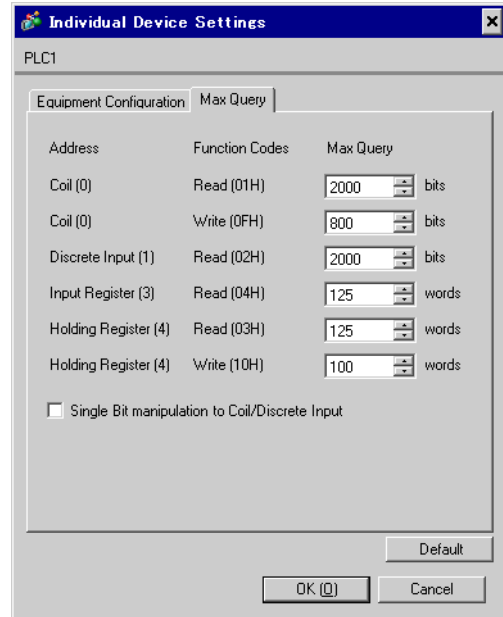 Individual Device Settings
PLC1
Equipment Configuration Max Query
Address Function Codes Max Query
Coil (0) Read (01H) 2000 bits
Coil (0) Write (0FH) 800 bits
Discrete Input (1) Read (02H) 2000 bits
Input Register (3) Read (04H) 125 words
Holding Register (4) Read (03H) 125 words
Holding Register (4) Write (10H) 100 words
Single Bit manipulation to Coil/Discrete Input
Default
OK (O) Cancel